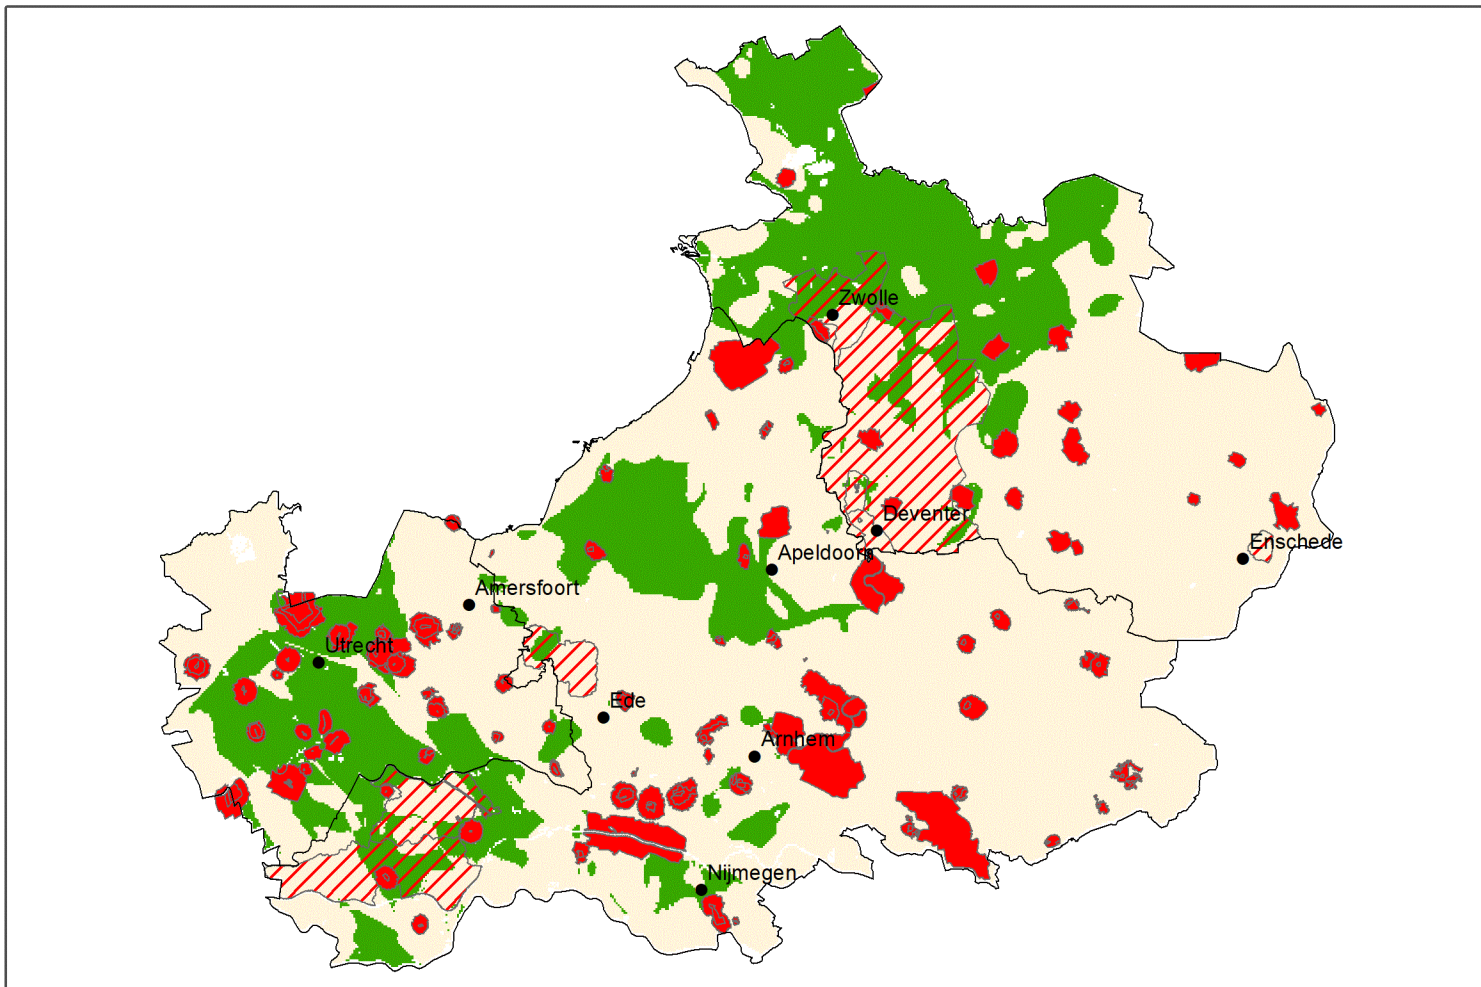 Zwolle
Deventer
Enschede
Apeldoorn
Amersfoort
Utrecht
Ede
Arnhem
Nijmegen